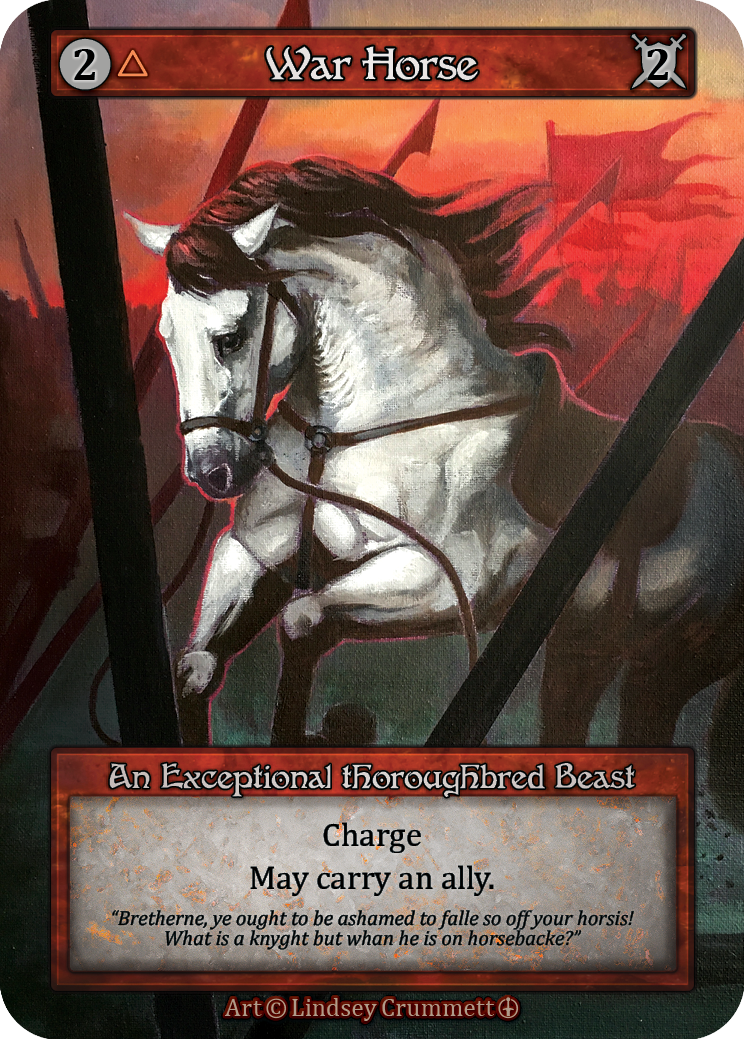 2 War Horse 2
An Exceptional thoroughbred Beast
Charge
May carry an ally.
“Bretherne, ye ought to be ashamed to falle so off your horsis!
What is a knyght but whan he is on horsebacke?”
Art © Lindsey Crummett